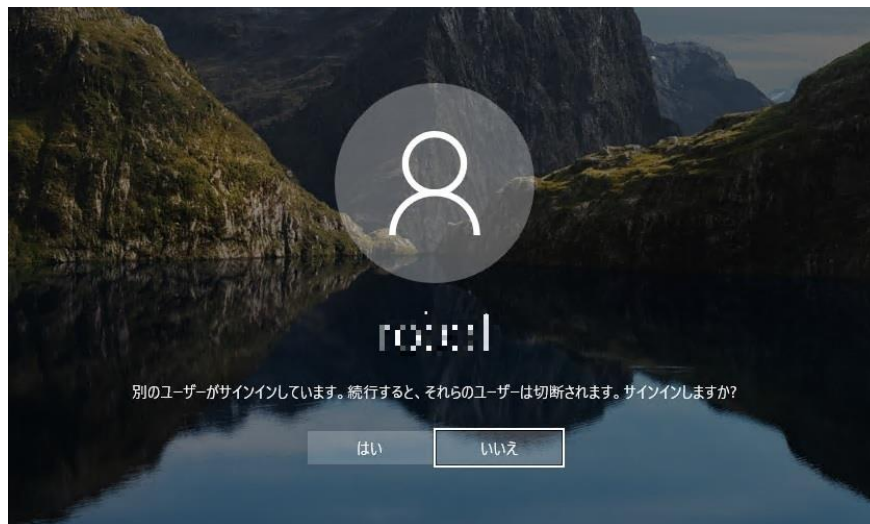 別のユーザーがサインインしています。続行すると、それらのユーザーは切断されます。サインインしますか?
はい
いいえ